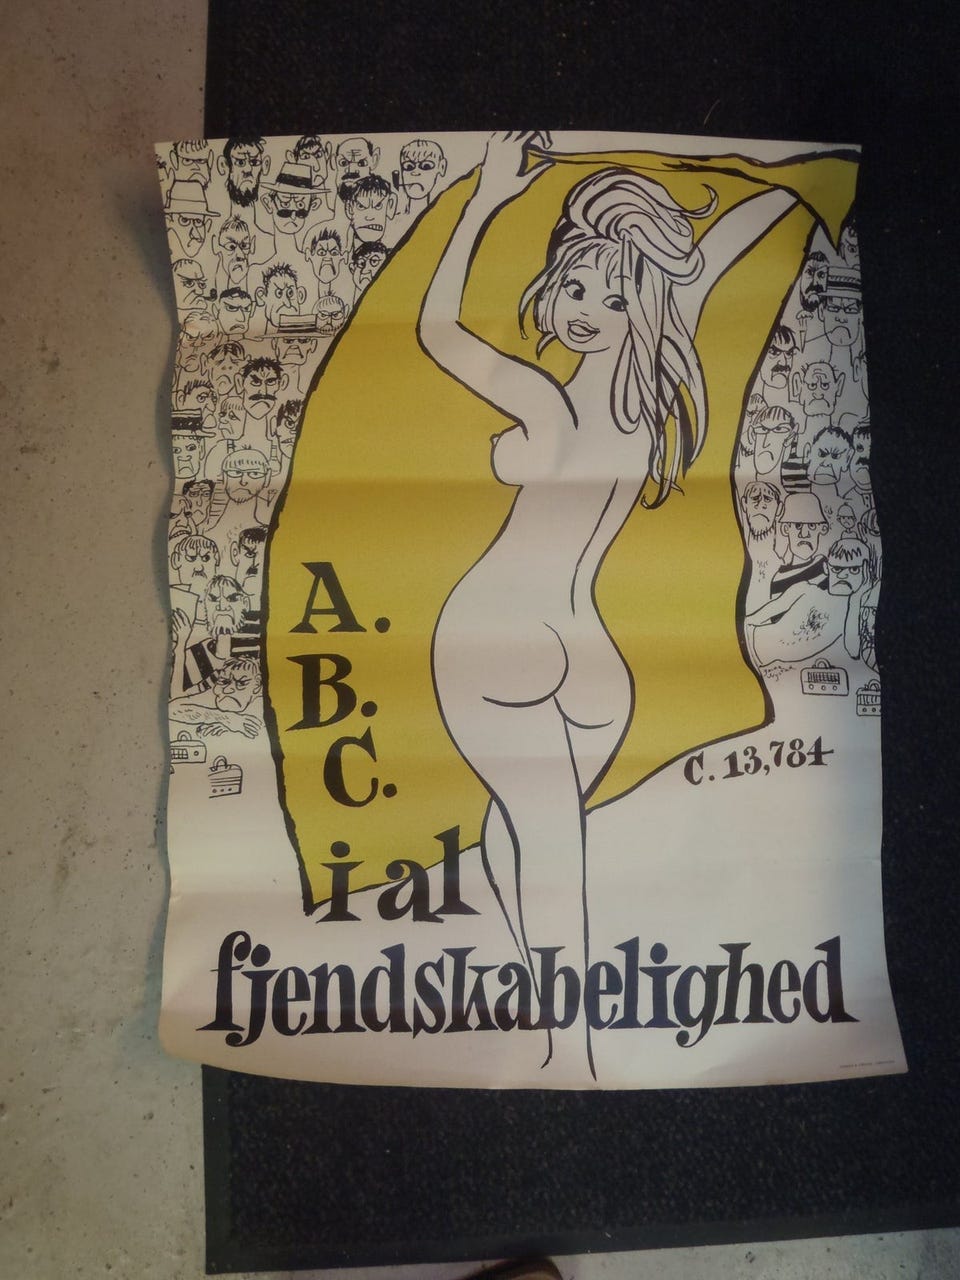 A.
B.
C.
i al
fjendskabelighed
C. 13,784